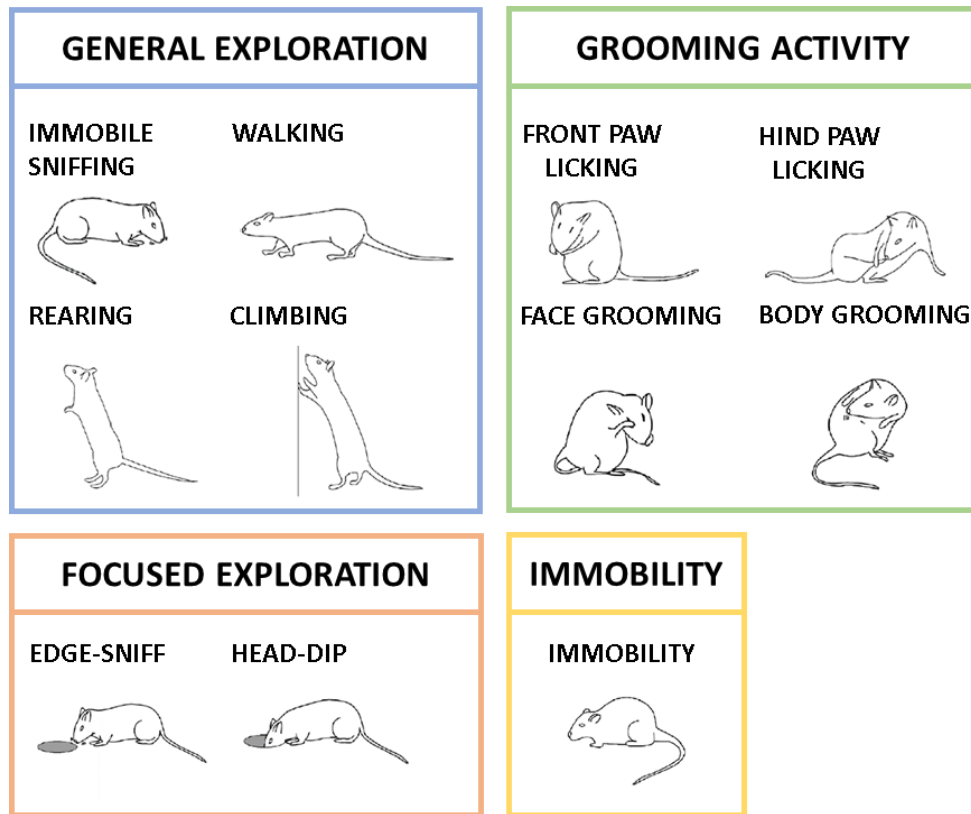 GENERAL EXPLORATION
IMMOBILE
SNIFFING
WALKING
REARING
CLIMBING
GROOMING ACTIVITY
FRONT PAW
LICKING
HIND PAW
LICKING
FACE GROOMING
BODY GROOMING
FOCUSED EXPLORATION
EDGE-SNIFF
HEAD-DIP
IMMOBILITY
IMMOBILITY